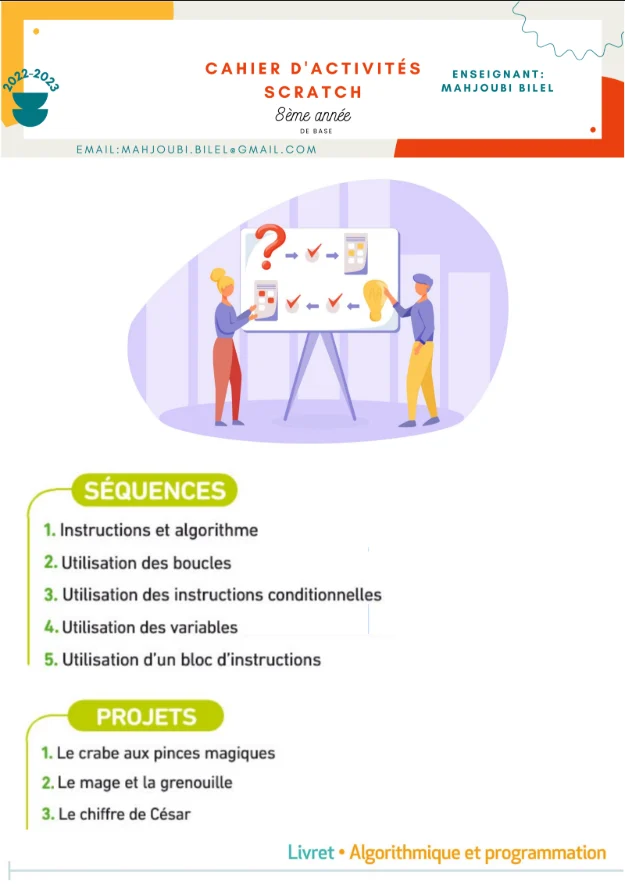 2022-2023
CAHIER D'ACTIVITÉS
SCRATCH
8ème année
DE BASE
ENSEIGNANT:
MAHJOUBI BILEL
EMAIL:MAHJOUBI.BILEL@GMAIL.COM
?
SÉQUENCES
1. Instructions et algorithme
2. Utilisation des boucles
3. Utilisation des instructions conditionnelles
4. Utilisation des variables
5. Utilisation d'un bloc d'instructions
PROJETS
1. Le crabe aux pinces magiques
2. Le mage et la grenouille
3. Le chiffre de César
Livret • Algorithmique et programmation